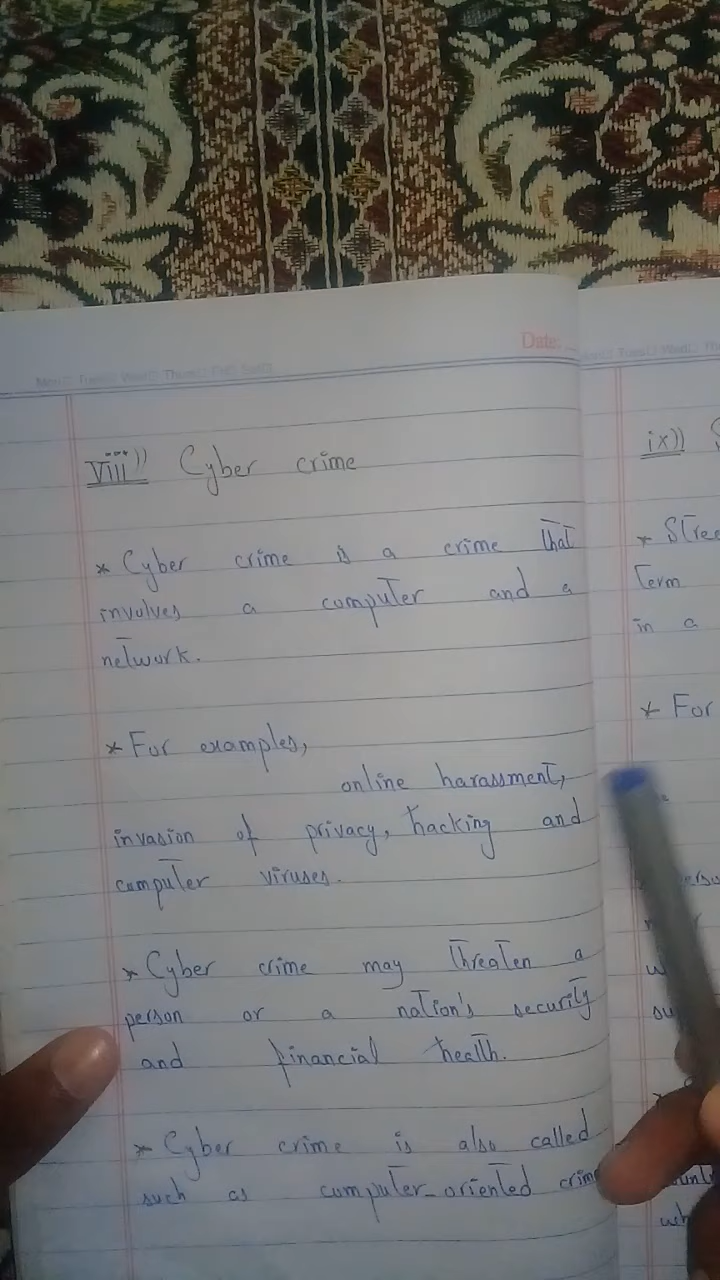 Date:
viii)) Cyber crime
* Cyber crime is a crime that
involves a computer and a
network.
* For examples,
online harassment,
invasion of privacy, hacking and
computer viruses.
* Cyber crime may threaten a
person or a nation's security
and financial health.
* Cyber crime is also called
such as computer-oriented crime
ix))
*
term
in a
* For